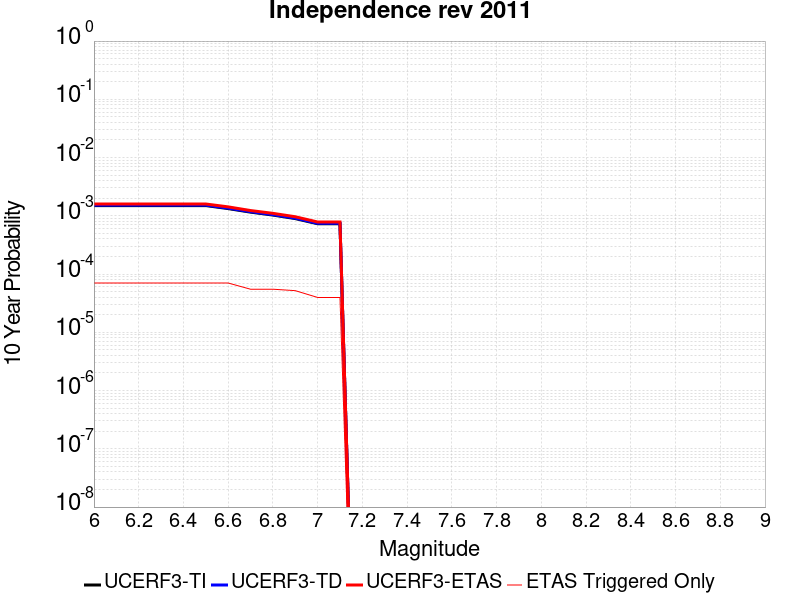 Independence rev 2011
10 Year Probability
10^0
10^-1
10^-2
10^-3
10^-4
10^-5
10^-6
10^-7
10^-8
6 6.2 6.4 6.6 6.8 7 7.2 7.4 7.6 7.8 8 8.2 8.4 8.6 8.8 9
Magnitude
UCERF3-TI UCERF3-TD UCERF3-ETAS ETAS Triggered Only